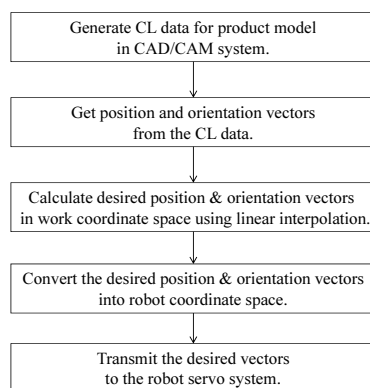 Generate CL data for product model
in CAD/CAM system.
Get position and orientation vectors
from the CL data.
Calculate desired position & orientation vectors
in work coordinate space using linear interpolation.
Convert the desired position & orientation vectors
into robot coordinate space.
Transmit the desired vectors
to the robot servo system.